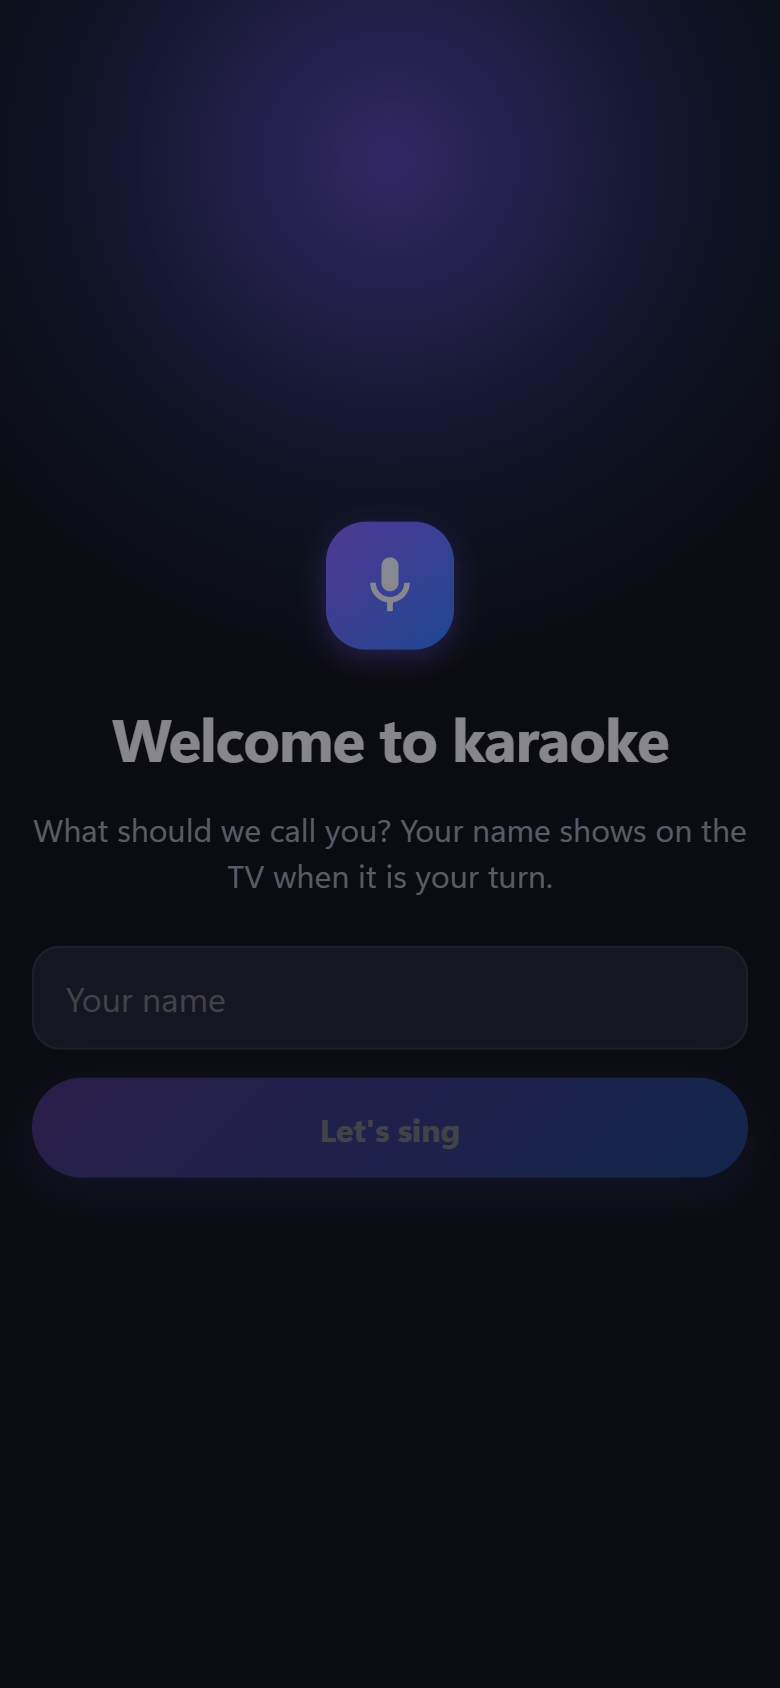 Welcome to karaoke
What should we call you? Your name shows on the
TV when it is your turn.
Your name
Let's sing